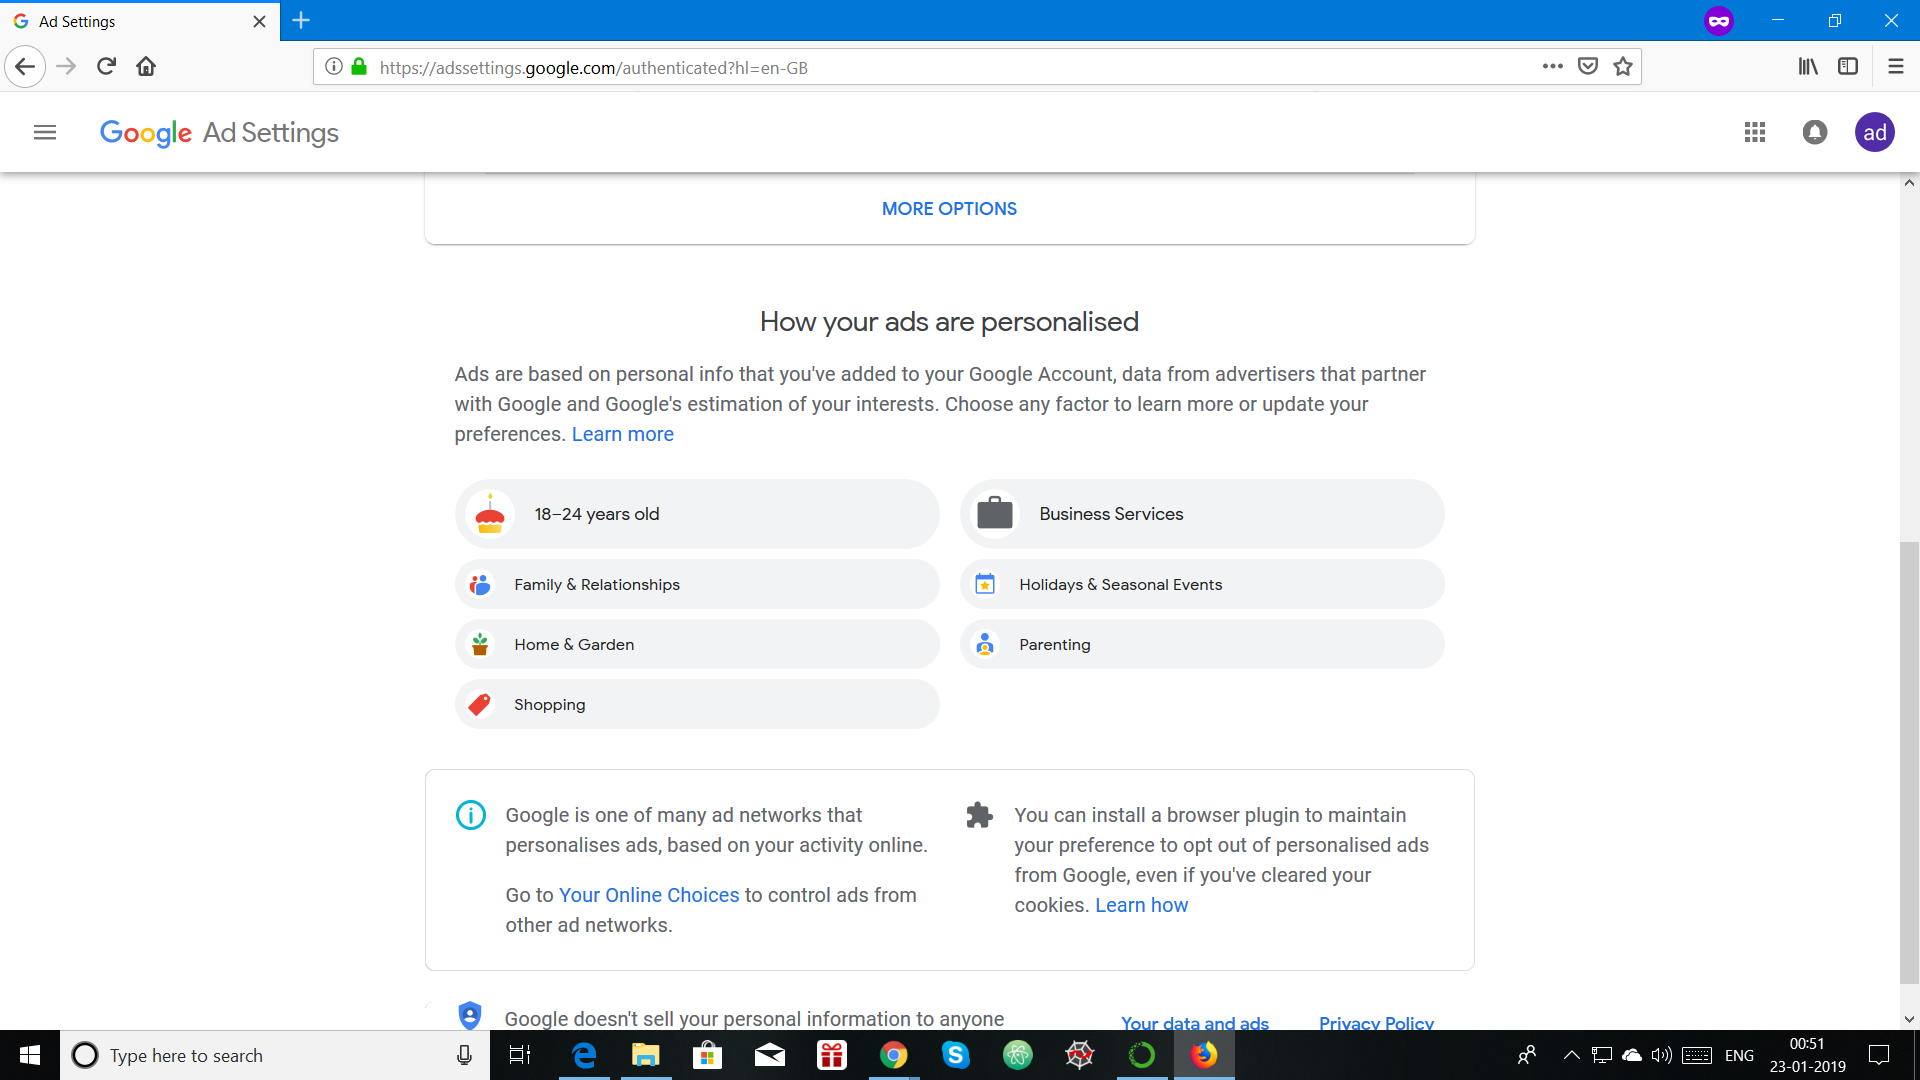 Ad Settings
https://adssettings.google.com/authenticated?hl=en-GB
Google Ad Settings
ad
MORE OPTIONS
How your ads are personalised
Ads are based on personal info that you've added to your Google Account, data from advertisers that partner
with Google and Google's estimation of your interests. Choose any factor to learn more or update your
preferences. Learn more
18–24 years old
Business Services
Family & Relationships
Holidays & Seasonal Events
Home & Garden
Parenting
Shopping
Google is one of many ad networks that
personalises ads, based on your activity online.
Go to Your Online Choices to control ads from
other ad networks.
You can install a browser plugin to maintain
your preference to opt out of personalised ads
from Google, even if you've cleared your
cookies. Learn how
Google doesn't sell your personal information to anyone
Your data and ads
Privacy Policy
Type here to search
ENG
00:51
23-01-2019